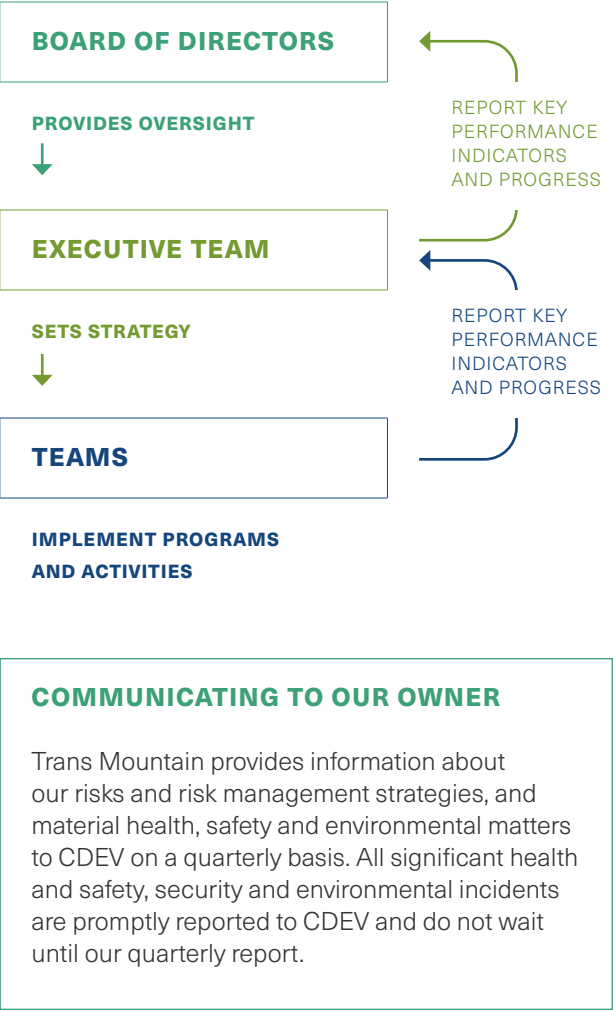 BOARD OF DIRECTORS
PROVIDES OVERSIGHT
REPORT KEY
PERFORMANCE
INDICATORS
AND PROGRESS
EXECUTIVE TEAM
SETS STRATEGY
REPORT KEY
PERFORMANCE
INDICATORS
AND PROGRESS
TEAMS
IMPLEMENT PROGRAMS
AND ACTIVITIES
COMMUNICATING TO OUR OWNER
Trans Mountain provides information about
our risks and risk management strategies, and
material health, safety and environmental matters
to CDEV on a quarterly basis. All significant health
and safety, security and environmental incidents
are promptly reported to CDEV and do not wait
until our quarterly report.